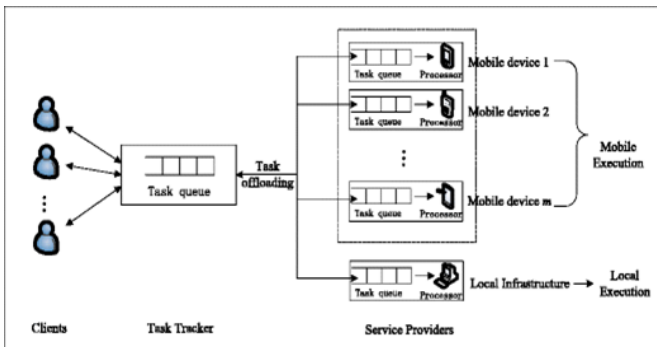 Task queue
Processor
Mobile device 1
Task queue
Processor
Mobile device 2
Mobile
Execution
Task
offloading
Task queue
Task queue
Processor
Mobile device m
Task queue
Processor
Local Infrastructure
Local
Execution
Clients
Task Tracker
Service Providers